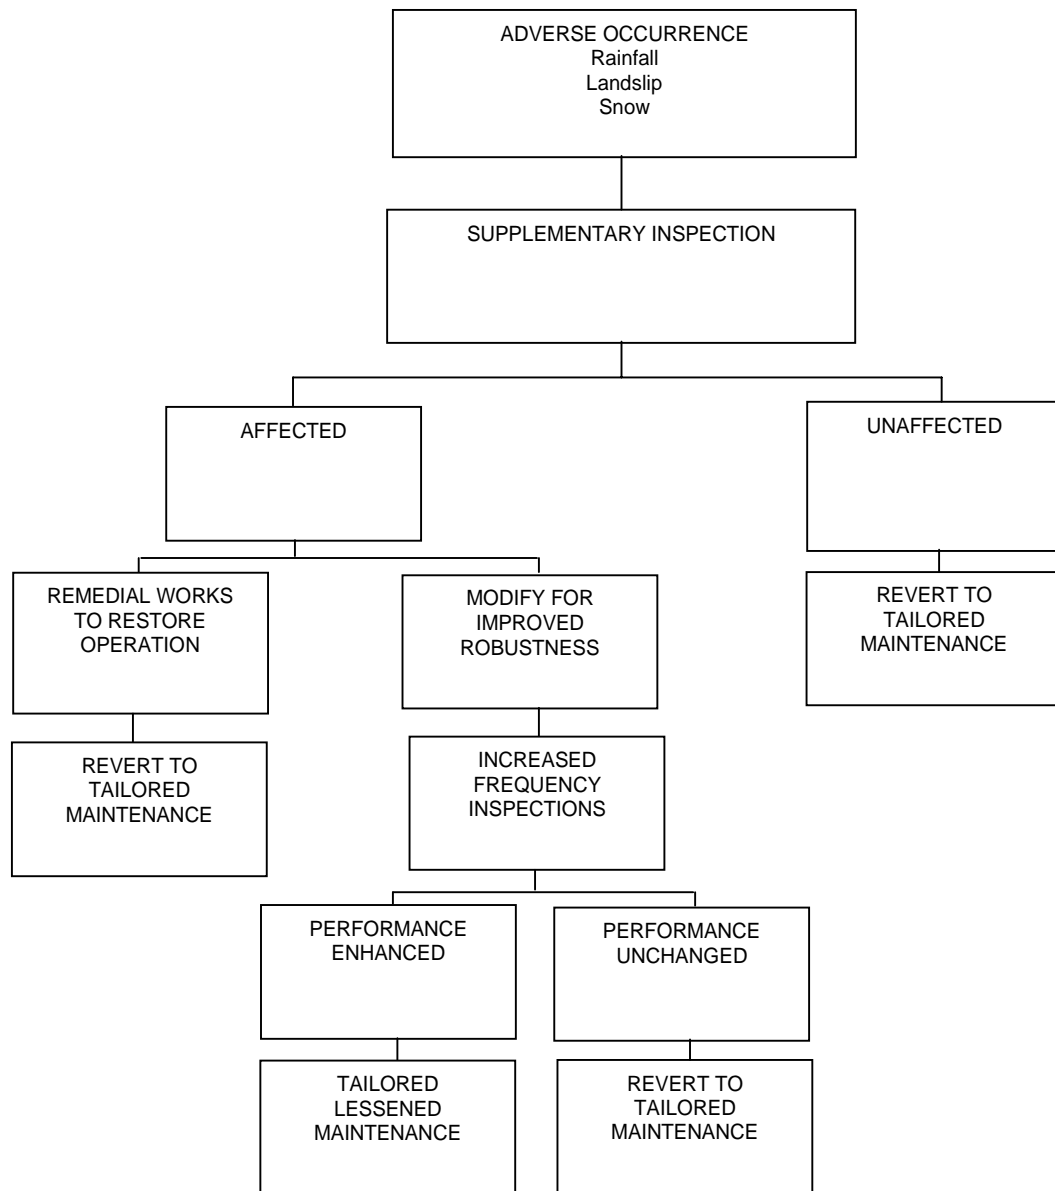 ADVERSE OCCURRENCE
Rainfall
Landslip
Snow
SUPPLEMENTARY INSPECTION
AFFECTED
UNAFFECTED
REMEDIAL WORKS
TO RESTORE
OPERATION
MODIFY FOR
IMPROVED
ROBUSTNESS
REVERT TO
TAILORED
MAINTENANCE
REVERT TO
TAILORED
MAINTENANCE
INCREASED
FREQUENCY
INSPECTIONS
PERFORMANCE
ENHANCED
PERFORMANCE
UNCHANGED
TAILORED
LESSENED
MAINTENANCE
REVERT TO
TAILORED
MAINTENANCE